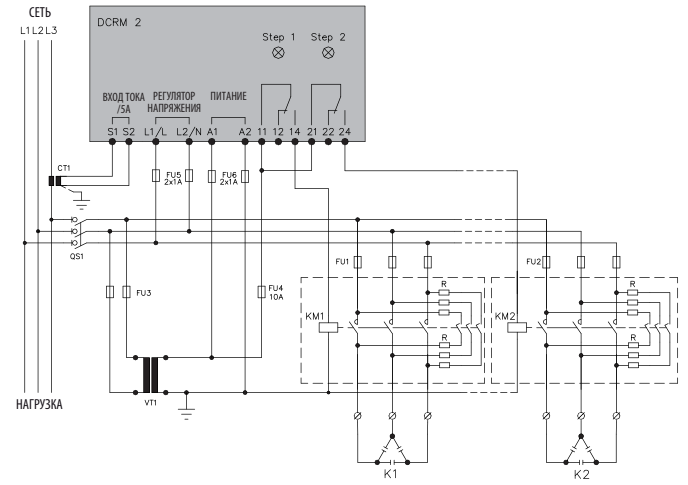 СЕТЬ
L1 L2 L3
DCRM 2
Step 1 Step 2
ВХОД ТОКА
/5А
РЕГУЛЯТОР
НАПРЯЖЕНИЯ
ПИТАНИЕ
S1 S2 L1/L L2/N A1 A2 11 12 14 21 22 24
CT1
FU5
2x1A
FU6
2x1A
QS1
FU1
FU2
FU3
FU4
10A
R
R
KM1
KM2
R
R
НАГРУЗКА
VT1
K1
K2